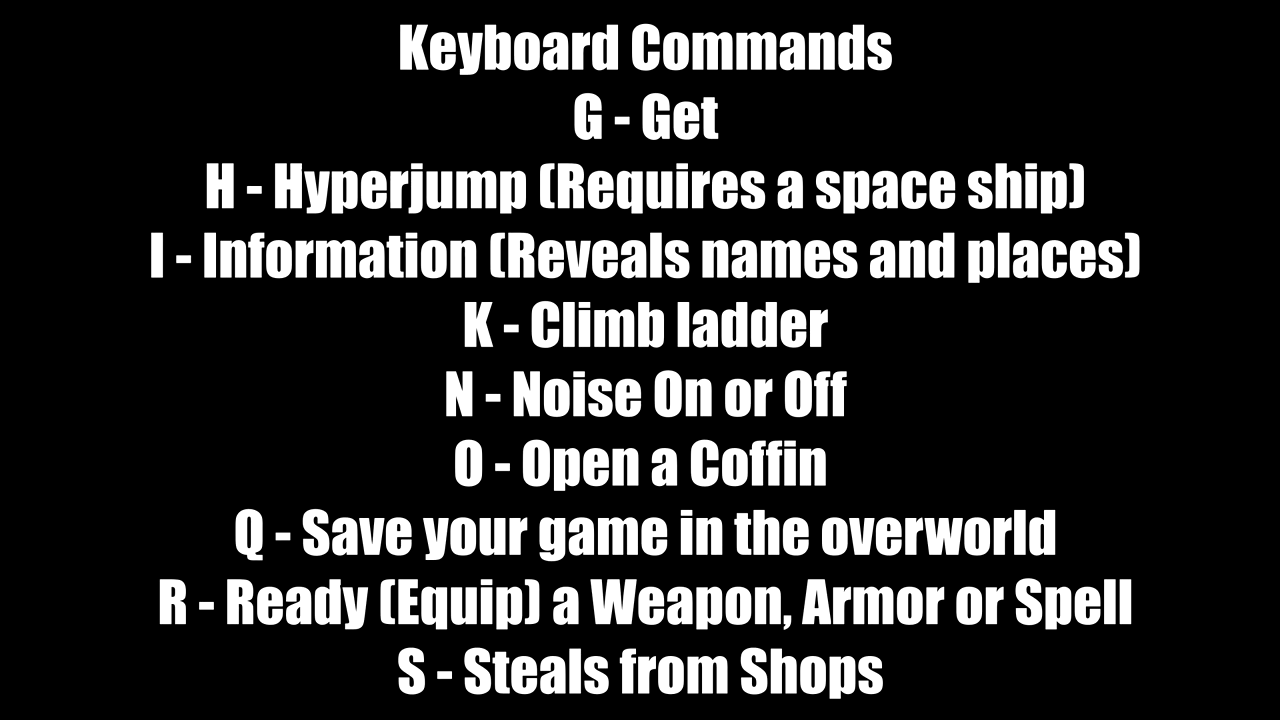 Keyboard Commands
G - Get
H - Hyperjump (Requires a space ship)
I - Information (Reveals names and places)
K - Climb ladder
N - Noise On or Off
O - Open a Coffin
Q - Save your game in the overworld
R - Ready (Equip) a Weapon, Armor or Spell
S - Steals from Shops